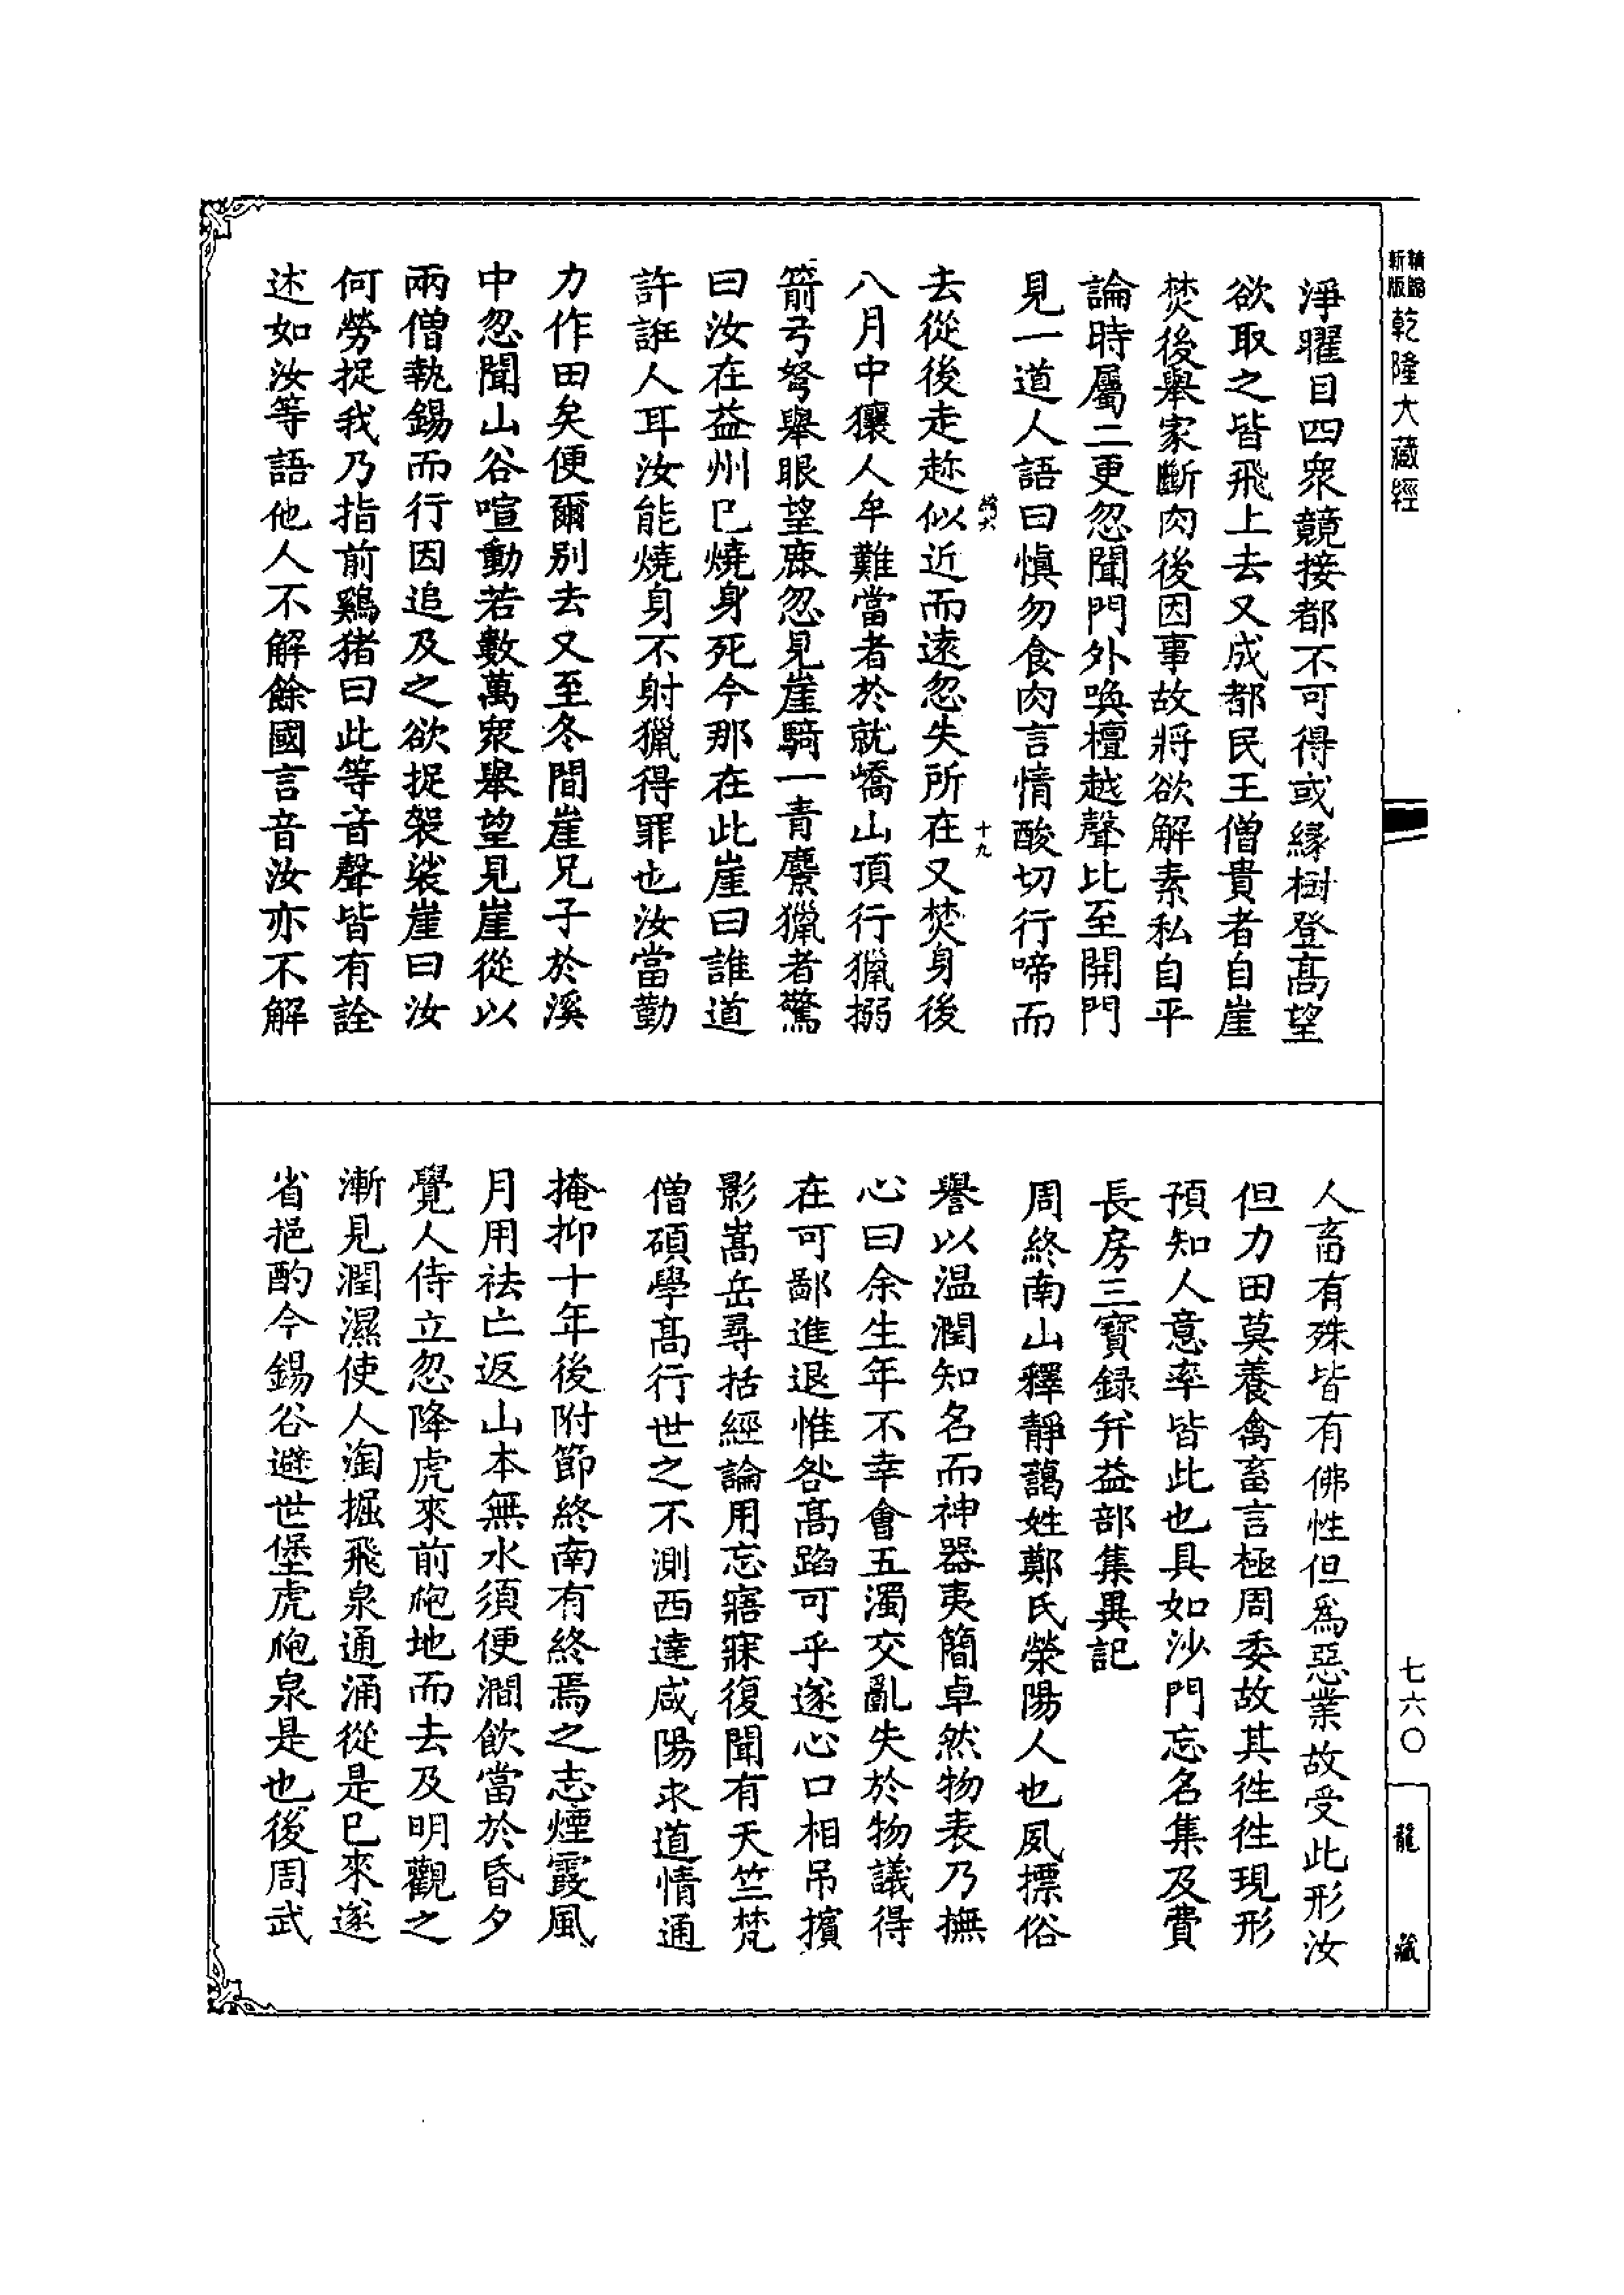 新編
縮版
乾隆大藏經
淨曜目四眾競接都不可得或緣樹登高望
欲取之皆飛上去又成都民王僧貴者自崖
焚後舉家斷肉後因事故將欲解素私自平
論時屬二更忽聞門外喚檀越聲比至開門
見一道人語曰慎勿食肉言情酸切行啼而
去從後走趂似近而遠忽失所在又焚身後
十九
八月中獽人牟難當者於就嶠山頂行獵搦
箭弓弩舉眼望鹿忽見崖騎一青麖獵者驚
曰汝在益州已燒身死今那在此崖曰誰道
許誑人耳汝能燒身不射獵得罪也汝當勤
力作田矣便爾別去又至冬間崖兄子於溪
中忽聞山谷喧動若數萬眾舉望見崖從以
兩僧執錫而行因追及之欲捉袈裟崖曰汝
何勞捉我乃指前鷄猪曰此等音聲皆有詮
述如汝等語他人不解餘國言音汝亦不解
人畜有殊皆有佛性但為惡業故受此形汝
但力田莫養禽畜言極周委故其徃徃現形
預知人意率皆此也具如沙門忘名集及費
長房三寶録并益部集異記
周終南山釋靜藹姓鄭氏滎陽人也夙摽俗
譽以溫潤知名而神器夷簡卓然物表乃撫
心曰余生年不幸會五濁交亂失於物議得
在可鄙進退惟咎高蹈可乎遂心口相吊擯
影嵩岳尋括經論用忘寤寐復聞有天竺梵
僧碩學高行世之不測西達咸陽求道情通
掩抑十年後附節終南有終焉之志煙霞風
月用袪亡返山本無水須便澗飲當於昏夕
覺人侍立忽降虎來前㧣地而去及明觀之
漸見潤濕使人淘掘飛泉通涌從是已來遂
省挹酌今錫谷避世堡虎㧣泉是也後周武
七六〇
龍藏